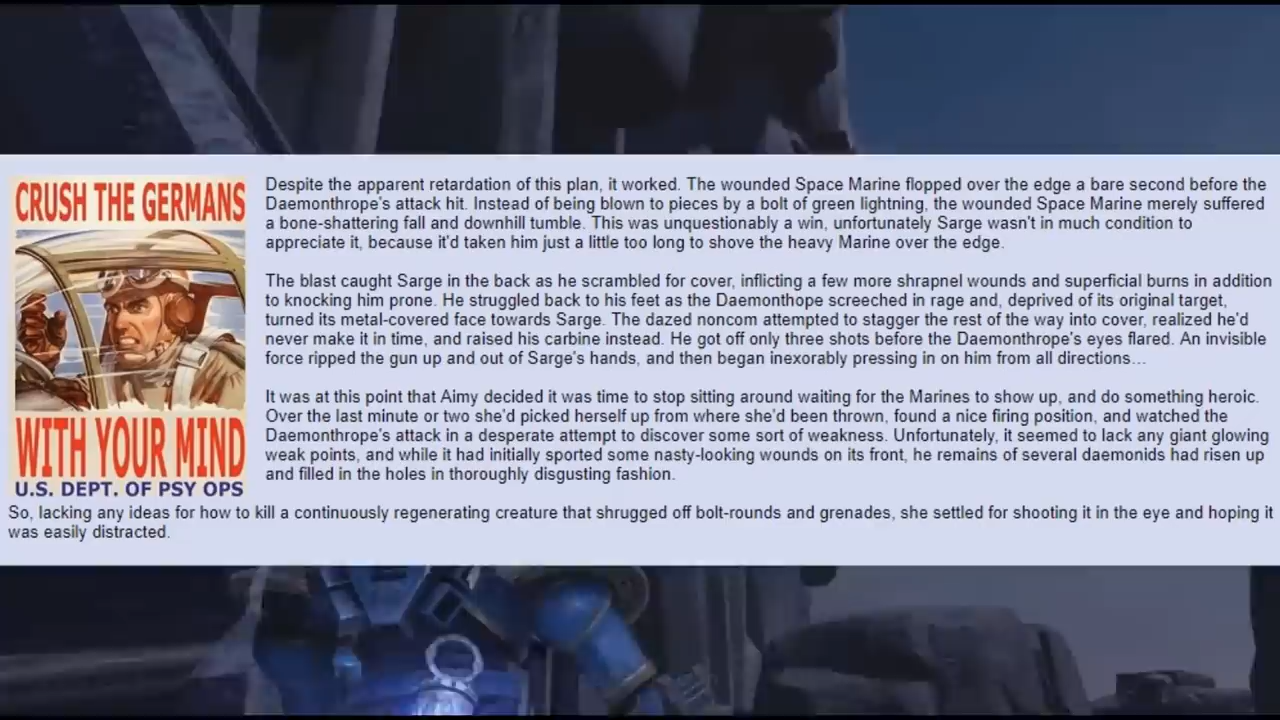 CRUSH THE GERMANS
WITH YOUR MIND
U.S. DEPT. OF PSY OPS
Despite the apparent retardation of this plan, it worked. The wounded Space Marine flopped over the edge a bare second before the
Daemonthrope's attack hit. Instead of being blown to pieces by a bolt of green lightning, the wounded Space Marine merely suffered
a bone-shattering fall and downhill tumble. This was unquestionably a win, unfortunately Sarge wasn't in much condition to
appreciate it, because it'd taken him just a little too long to shove the heavy Marine over the edge.
The blast caught Sarge in the back as he scrambled for cover, inflicting a few more shrapnel wounds and superficial burns in addition
to knocking him prone. He struggled back to his feet as the Daemonthope screeched in rage and, deprived of its original target,
turned its metal-covered face towards Sarge. The dazed noncom attempted to stagger the rest of the way into cover, realized he'd
never make it in time, and raised his carbine instead. He got off only three shots before the Daemonthrope's eyes flared. An invisible
force ripped the gun up and out of Sarge's hands, and then began inexorably pressing in on him from all directions…
It was at this point that Aimy decided it was time to stop sitting around waiting for the Marines to show up, and do something heroic.
Over the last minute or two she'd picked herself up from where she'd been thrown, found a nice firing position, and watched the
Daemonthrope's attack in a desperate attempt to discover some sort of weakness. Unfortunately, it seemed to lack any giant glowing
weak points, and while it had initially sported some nasty-looking wounds on its front, he remains of several daemonids had risen up
and filled in the holes in thoroughly disgusting fashion.
So, lacking any ideas for how to kill a continuously regenerating creature that shrugged off bolt-rounds and grenades, she settled for shooting it in the eye and hoping it
was easily distracted.